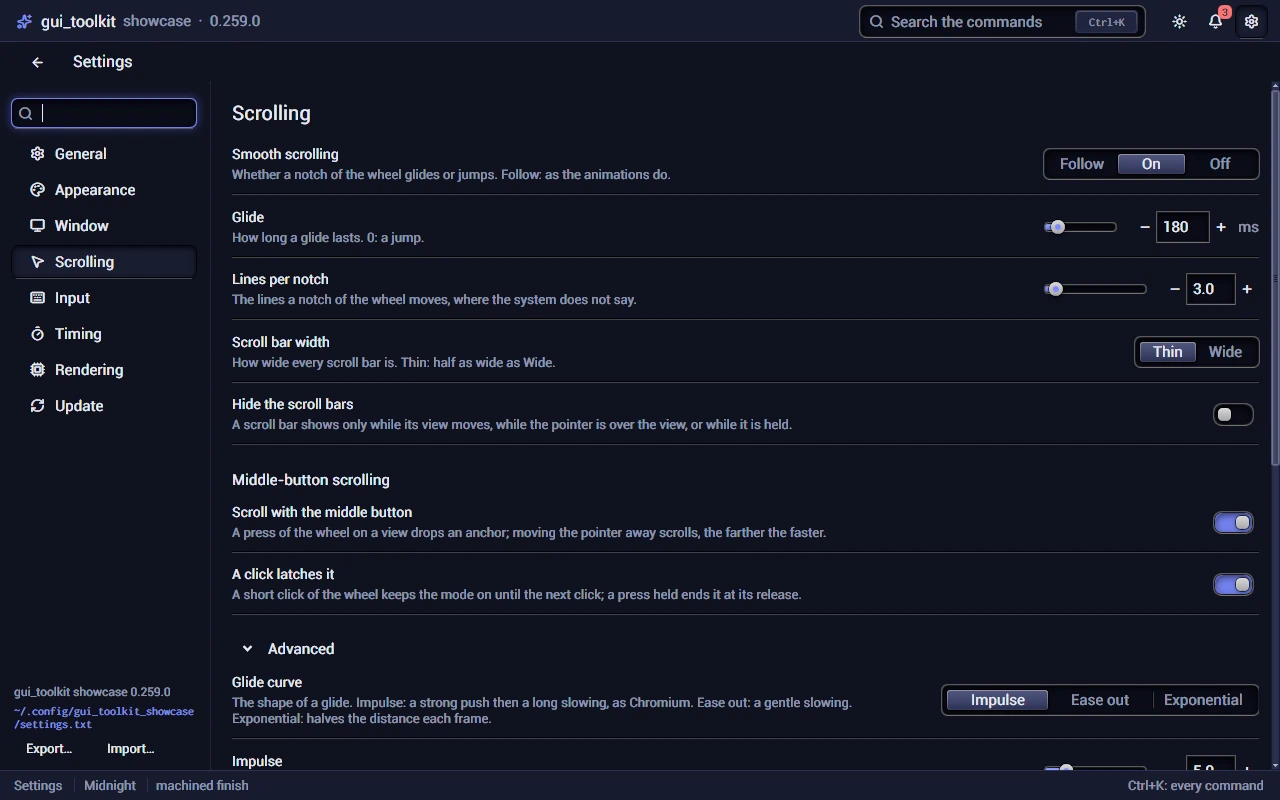 gui_toolkit showcase · 0.259.0
Search the commands Ctrl+K
3
Settings
General
Appearance
Window
Scrolling
Input
Timing
Rendering
Update
gui_toolkit showcase 0.259.0
~/.config/gui_toolkit_showcase
/settings.txt
Export... Import...
Scrolling
Smooth scrolling
Whether a notch of the wheel glides or jumps. Follow: as the animations do.
Follow On Off
Glide
How long a glide lasts. 0: a jump.
− 180 + ms
Lines per notch
The lines a notch of the wheel moves, where the system does not say.
− 3.0 +
Scroll bar width
How wide every scroll bar is. Thin: half as wide as Wide.
Thin Wide
Hide the scroll bars
A scroll bar shows only while its view moves, while the pointer is over the view, or while it is held.
Middle-button scrolling
Scroll with the middle button
A press of the wheel on a view drops an anchor; moving the pointer away scrolls, the farther the faster.
A click latches it
A short click of the wheel keeps the mode on until the next click; a press held ends it at its release.
Advanced
Glide curve
The shape of a glide. Impulse: a strong push then a long slowing, as Chromium. Ease out: a gentle slowing.
Exponential: halves the distance each frame.
Impulse Ease out Exponential
Impulse
Settings Midnight machined finish
Ctrl+K: every command